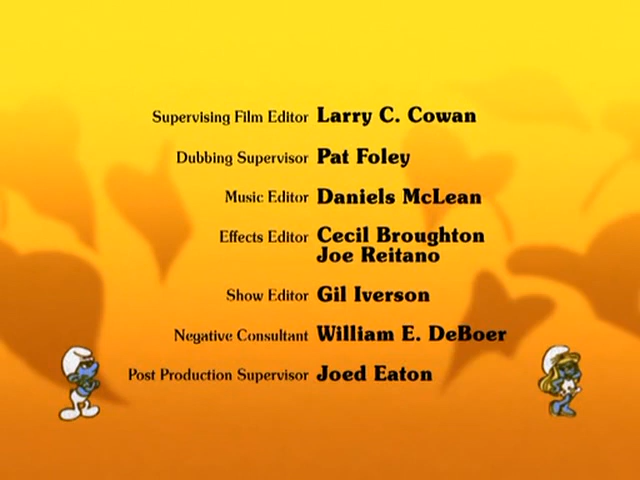 Supervising Film Editor Larry C. Cowan
Dubbing Supervisor Pat Foley
Music Editor Daniels McLean
Effects Editor Cecil Broughton
Joe Reitano
Show Editor Gil Iverson
Negative Consultant William E. DeBoer
Post Production Supervisor Joed Eaton